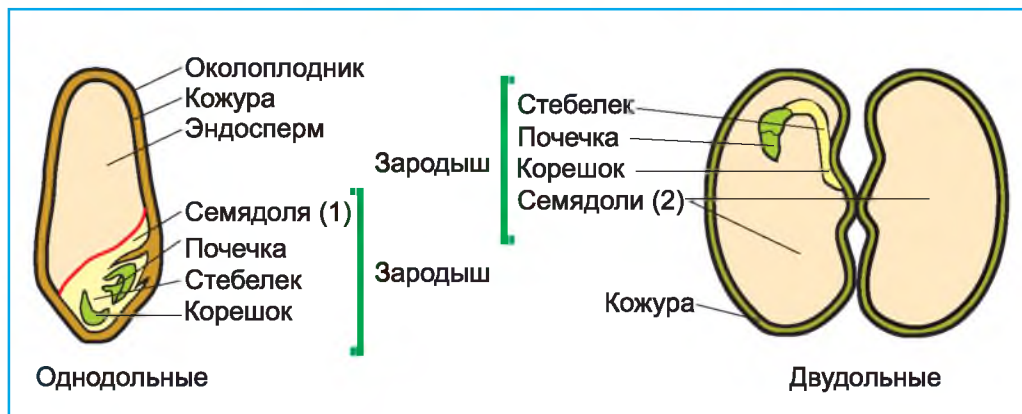 Околоплодник
Кожура
Эндосперм
Семядоля (1)
Почечка
Стебелек
Корешок
Зародыш
Однодольные
Зародыш
Стебелек
Почечка
Корешок
Семядоли (2)
Кожура
Двудольные